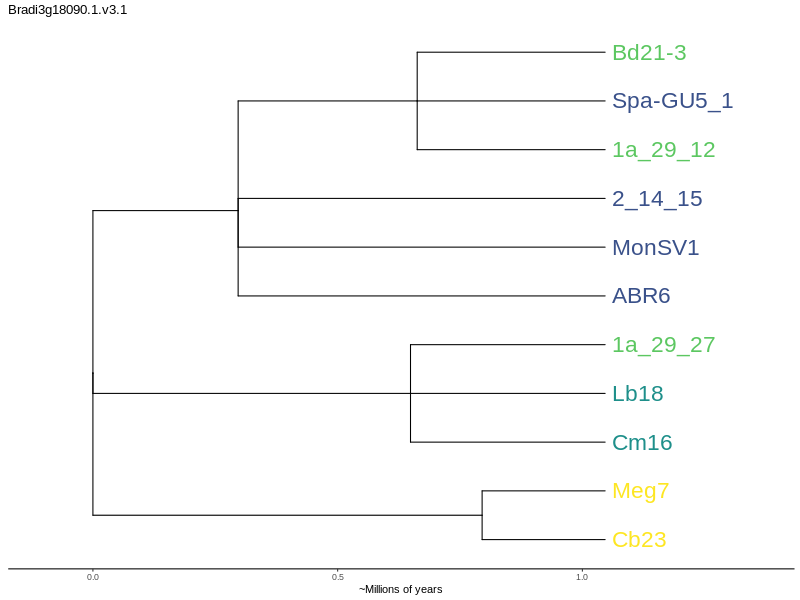 Bradi3g18090.1.v3.1
Bd21-3
Spa-GU5_1
1a_29_12
2_14_15
MonSV1
ABR6
1a_29_27
Lb18
Cm16
Meg7
Cb23
0.0 0.5 1.0
~Millions of years